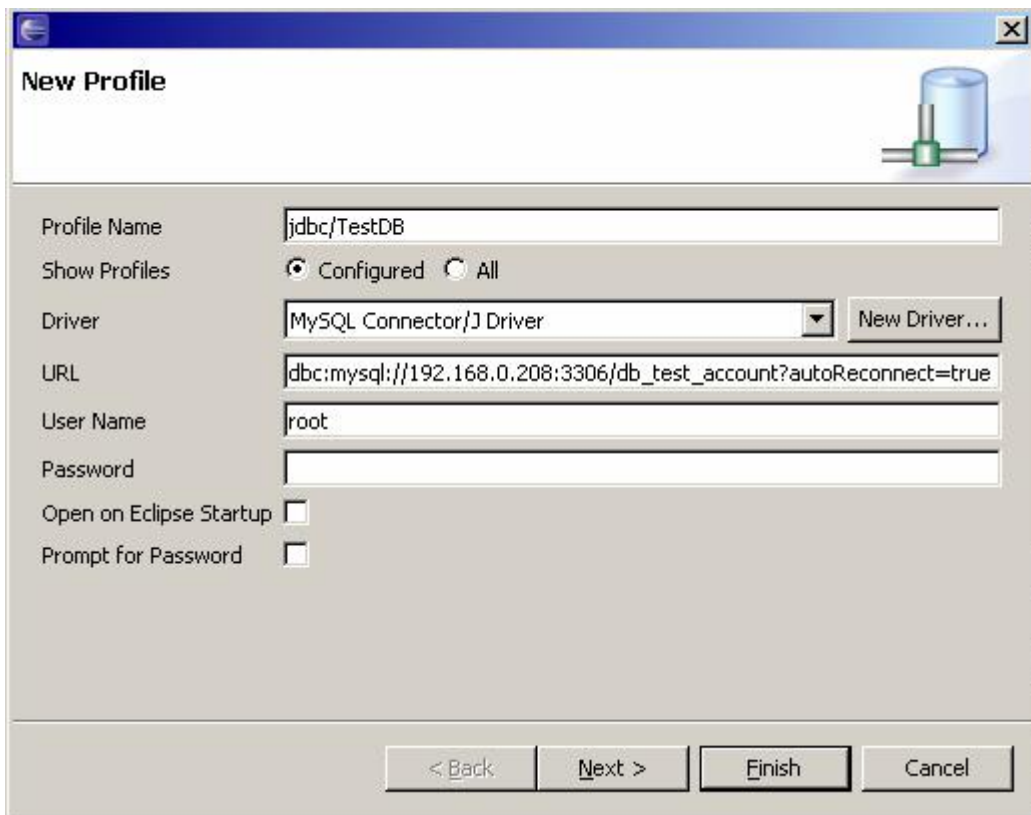 New Profile
Profile Name jdbc/TestDB
Show Profiles Configured All
Driver MySQL Connector/J Driver New Driver...
URL dbc:mysql://192.168.0.208:3306/db_test_account?autoReconnect=true
User Name root
Password
Open on Eclipse Startup
Prompt for Password
< Back Next > Finish Cancel